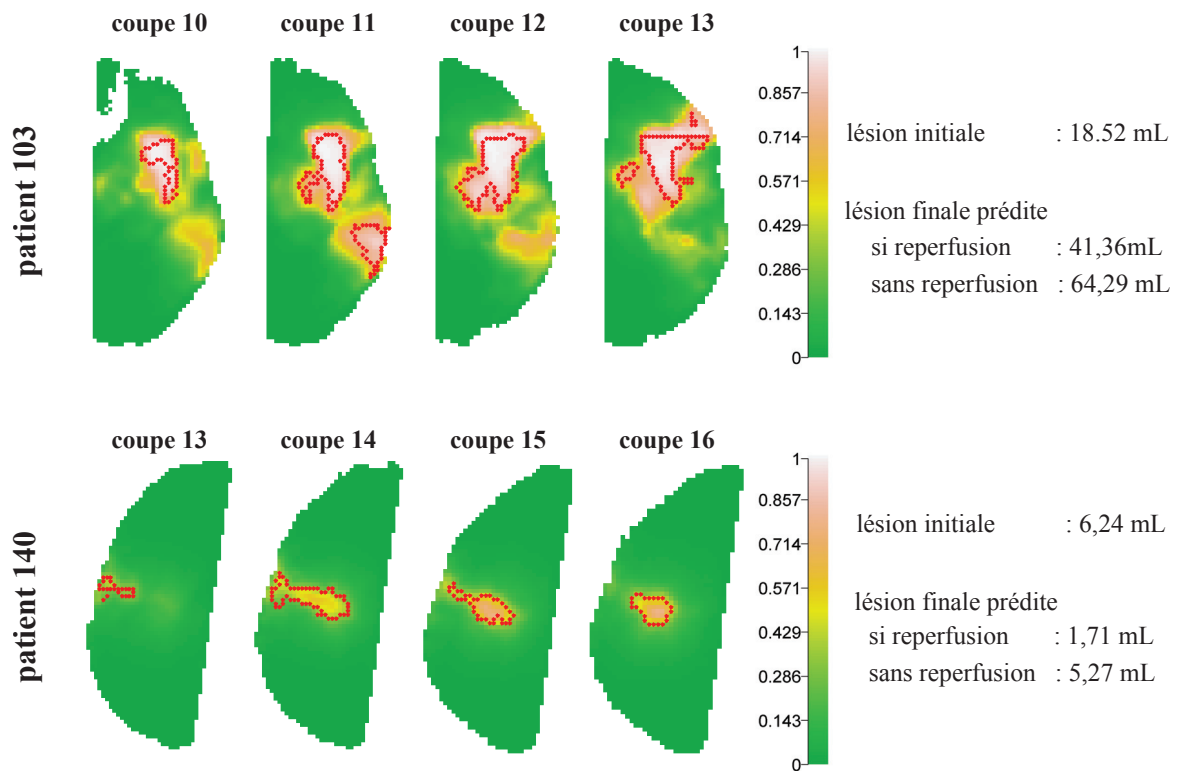 coupe 10 coupe 11 coupe 12 coupe 13
patient 103
1
0.857
0.714
0.571
0.429
0.286
0.143
0
lésion initiale : 18.52 mL
lésion finale prédite
si reperfusion : 41,36mL
sans reperfusion : 64,29 mL
coupe 13 coupe 14 coupe 15 coupe 16
patient 140
1
0.857
0.714
0.571
0.429
0.286
0.143
0
lésion initiale : 6,24 mL
lésion finale prédite
si reperfusion : 1,71 mL
sans reperfusion : 5,27 mL